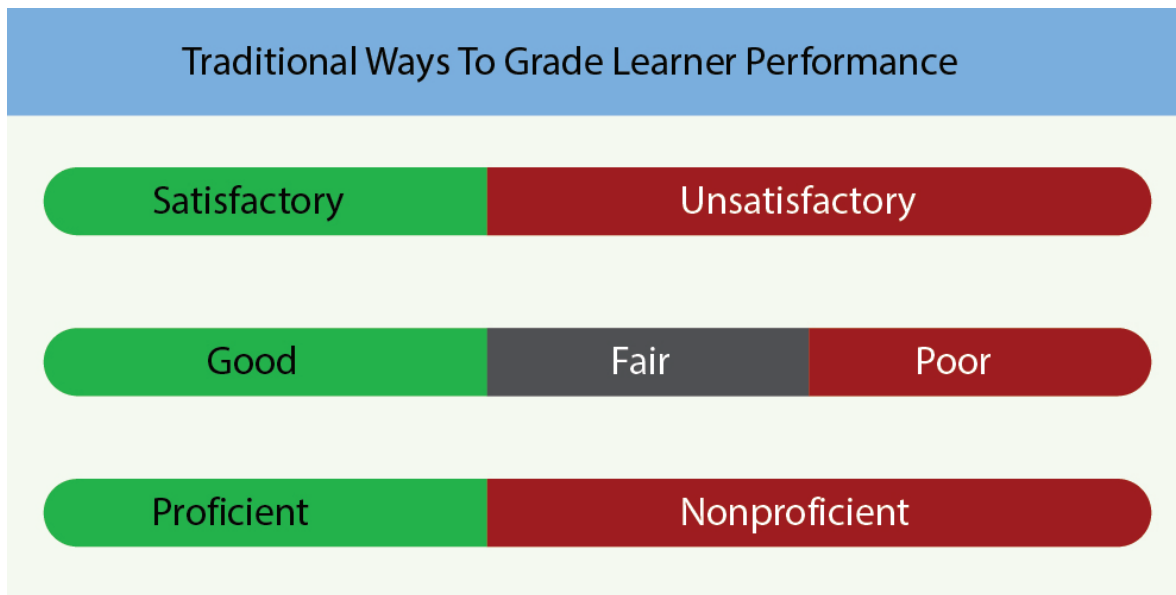 Traditional Ways To Grade Learner Performance
Satisfactory Unsatisfactory
Good Fair Poor
Proficient Nonproficient